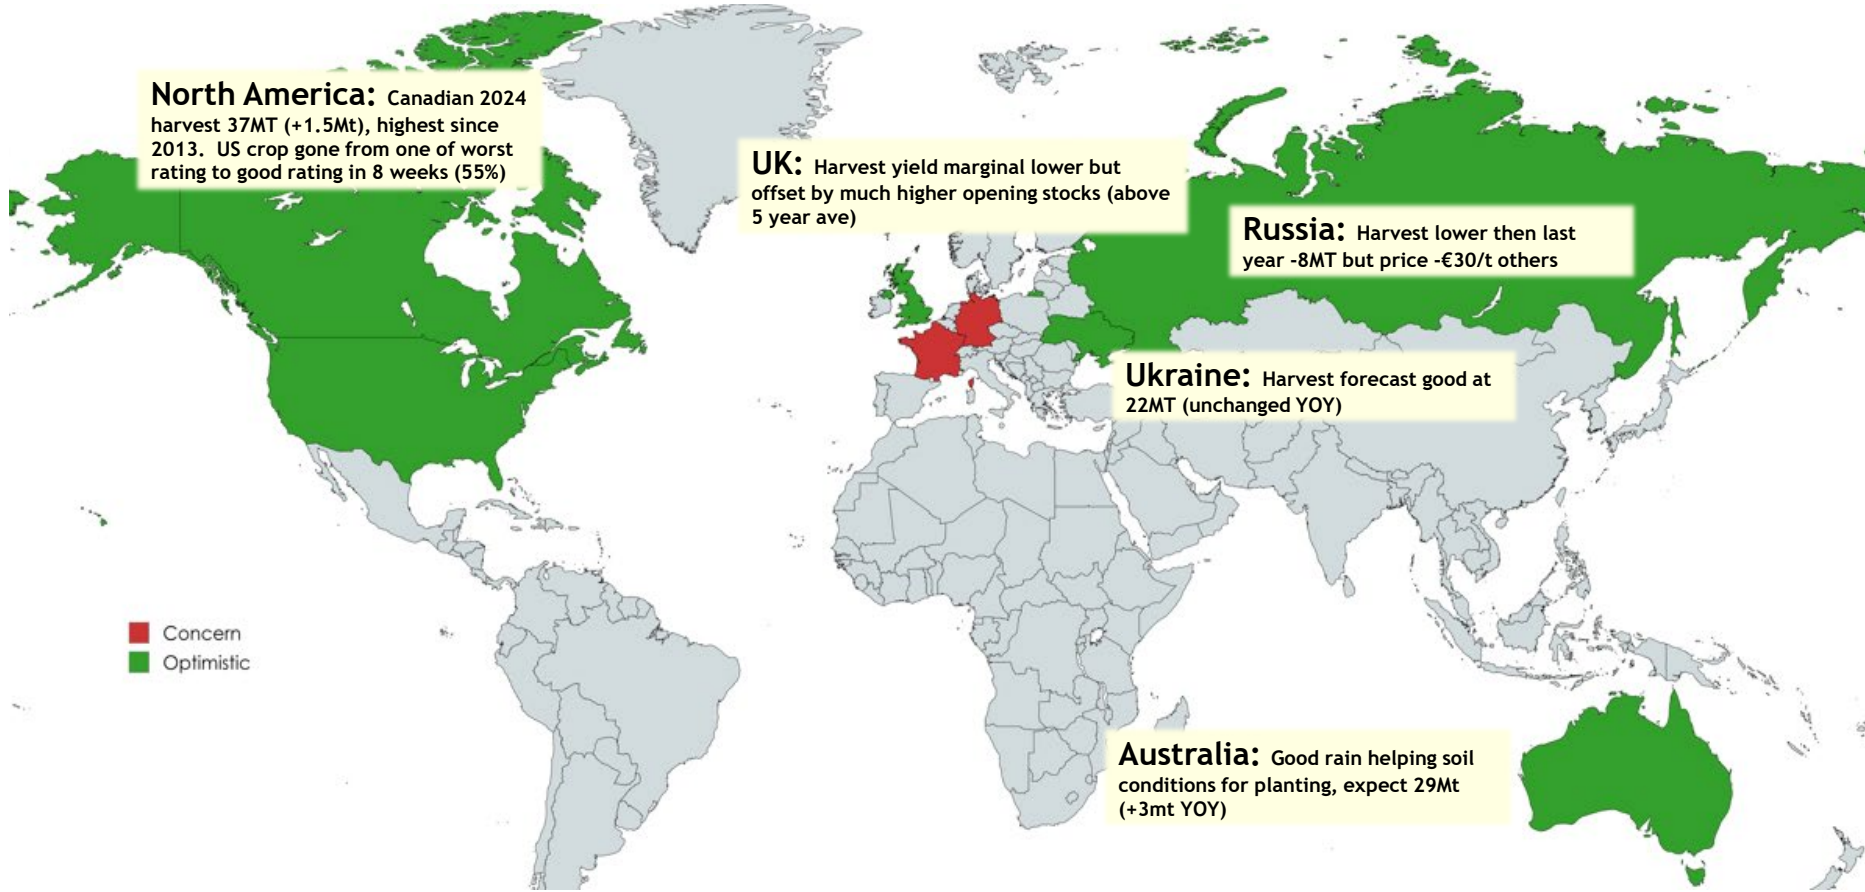 North America: Canadian 2024
harvest 37MT (+1.5Mt), highest since
2013. US crop gone from one of worst
rating to good rating in 8 weeks (55%)
UK: Harvest yield marginal lower but
offset by much higher opening stocks (above
5 year ave)
Russia: Harvest lower then last
year -8MT but price -€30/t others
Ukraine: Harvest forecast good at
22MT (unchanged YOY)
Concern
Optimistic
Australia: Good rain helping soil
conditions for planting, expect 29Mt
(+3mt YOY)